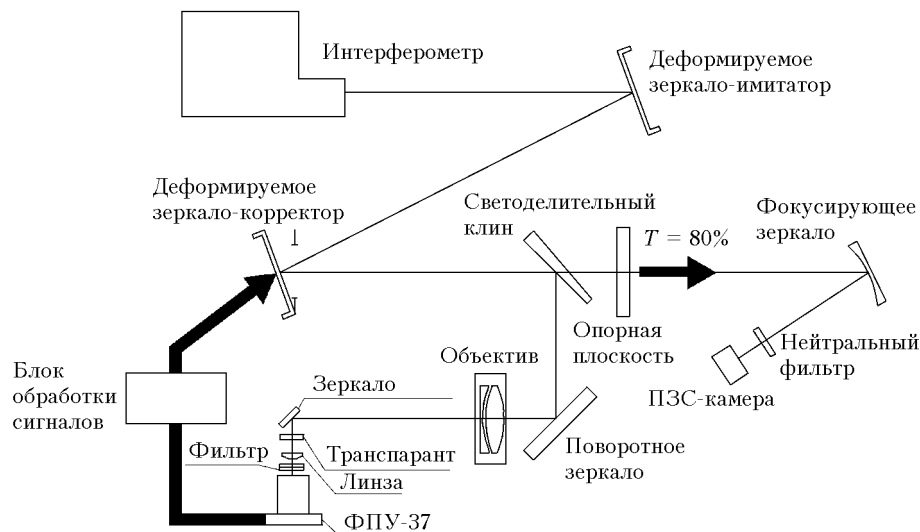 Интерферометр
Деформируемое
зеркало-имитатор
Деформируемое
зеркало-корректор
Светоделительный
клин
T = 80%
Фокусирующее
зеркало
Опорная
плоскость
Нейтральный
фильтр
ПЗС-камера
Объектив
Блок
обработки
сигналов
Зеркало
Поворотное
зеркало
Фильтр
Транспарант
Линза
ФПУ-37